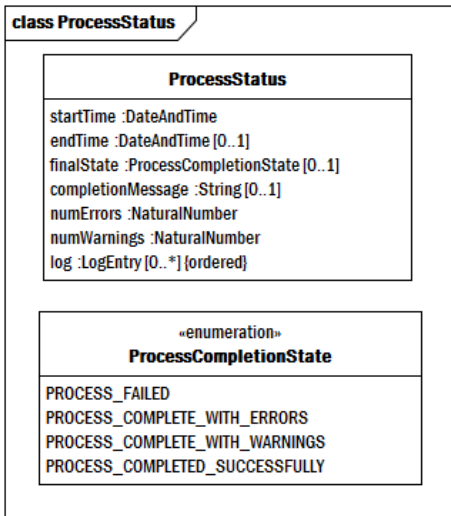 class ProcessStatus
ProcessStatus
startTime :DateAndTime
endTime :DateAndTime [0..1]
finalState :ProcessCompletionState [0..1]
completionMessage :String [0..1]
numErrors :NaturalNumber
numWarnings :NaturalNumber
log :LogEntry [0..*] {ordered}
«enumeration»
ProcessCompletionState
PROCESS_FAILED
PROCESS_COMPLETE_WITH_ERRORS
PROCESS_COMPLETE_WITH_WARNINGS
PROCESS_COMPLETED_SUCCESSFULLY